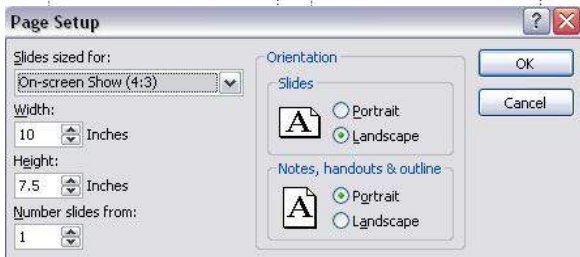 Page Setup
Slides sized for:
On-screen Show (4:3)
Width:
10 Inches
Height:
7.5 Inches
Number slides from:
1
Orientation
Slides
A
Portrait
Landscape
Notes, handouts & outline
A
Portrait
Landscape
OK
Cancel